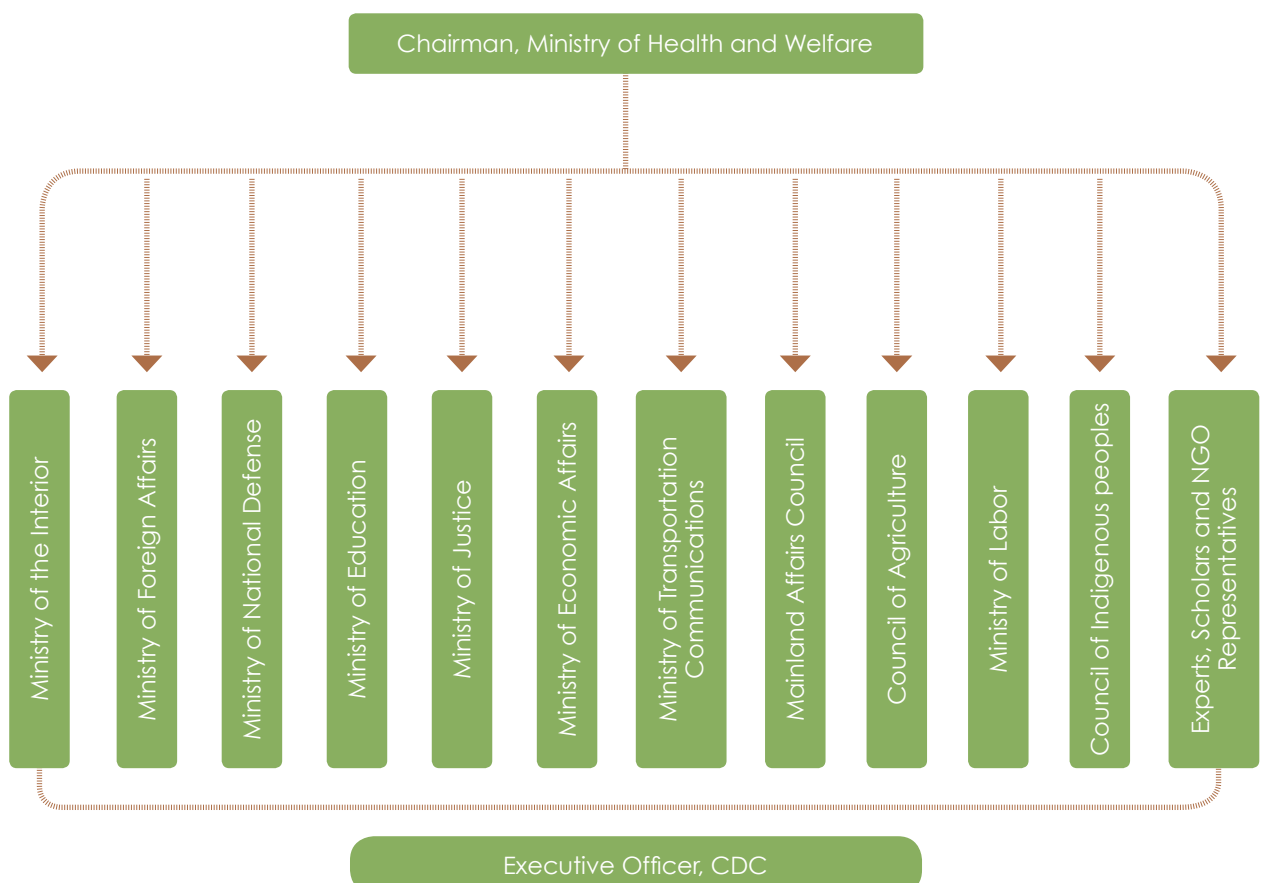 Chairman, Ministry of Health and Welfare
Ministry of the Interior
Ministry of Foreign Affairs
Ministry of National Defense
Ministry of Education
Ministry of Justice
Ministry of Economic Affairs
Ministry of Transportation
Communications
Mainland Affairs Council
Council of Agriculture
Ministry of Labor
Council of Indigenous peoples
Experts, Scholars and NGO
Representatives
Executive Officer, CDC